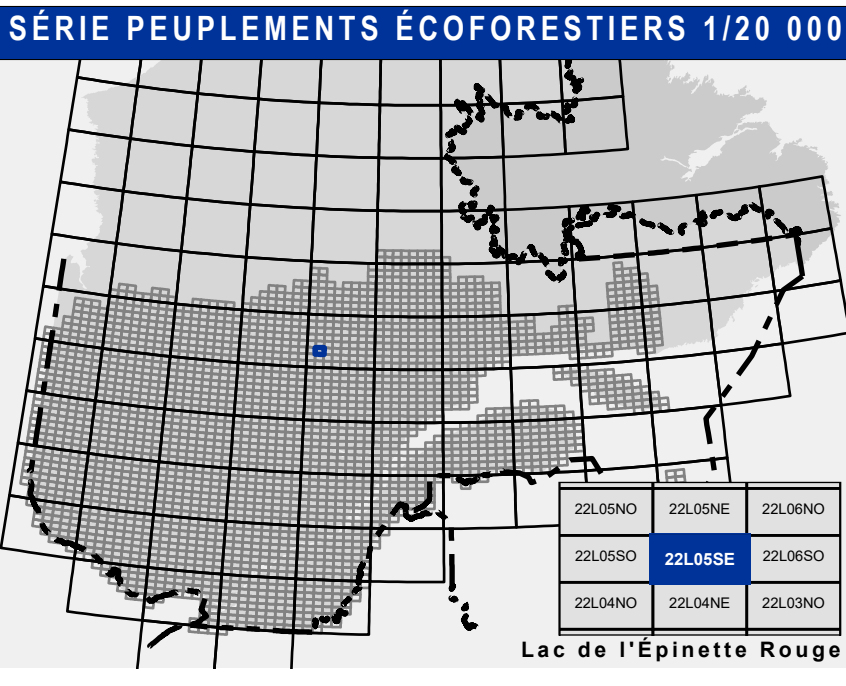 SÉRIE PEUPLEMENTS ÉCOFORESTIERS 1/20 000
22L05NO 22L05NE 22L06NO
22L05SO 22L05SE 22L06SO
22L04NO 22L04NE 22L03NO
Lac de l'Épinette Rouge